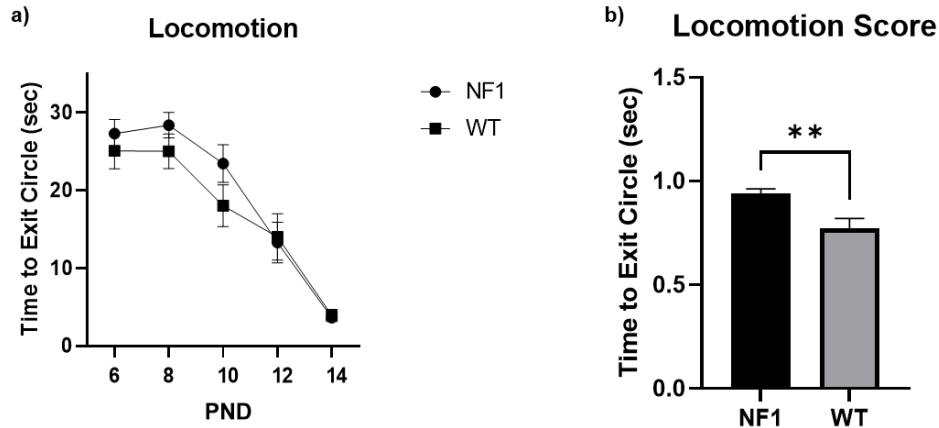 a)
Locomotion
Time to Exit Circle (sec)
30
20
10
0
6 8 10 12 14
PND
NF1
WT
b)
Locomotion Score
Time to Exit Circle (sec)
1.5
1.0
0.5
0.0
**
NF1 WT